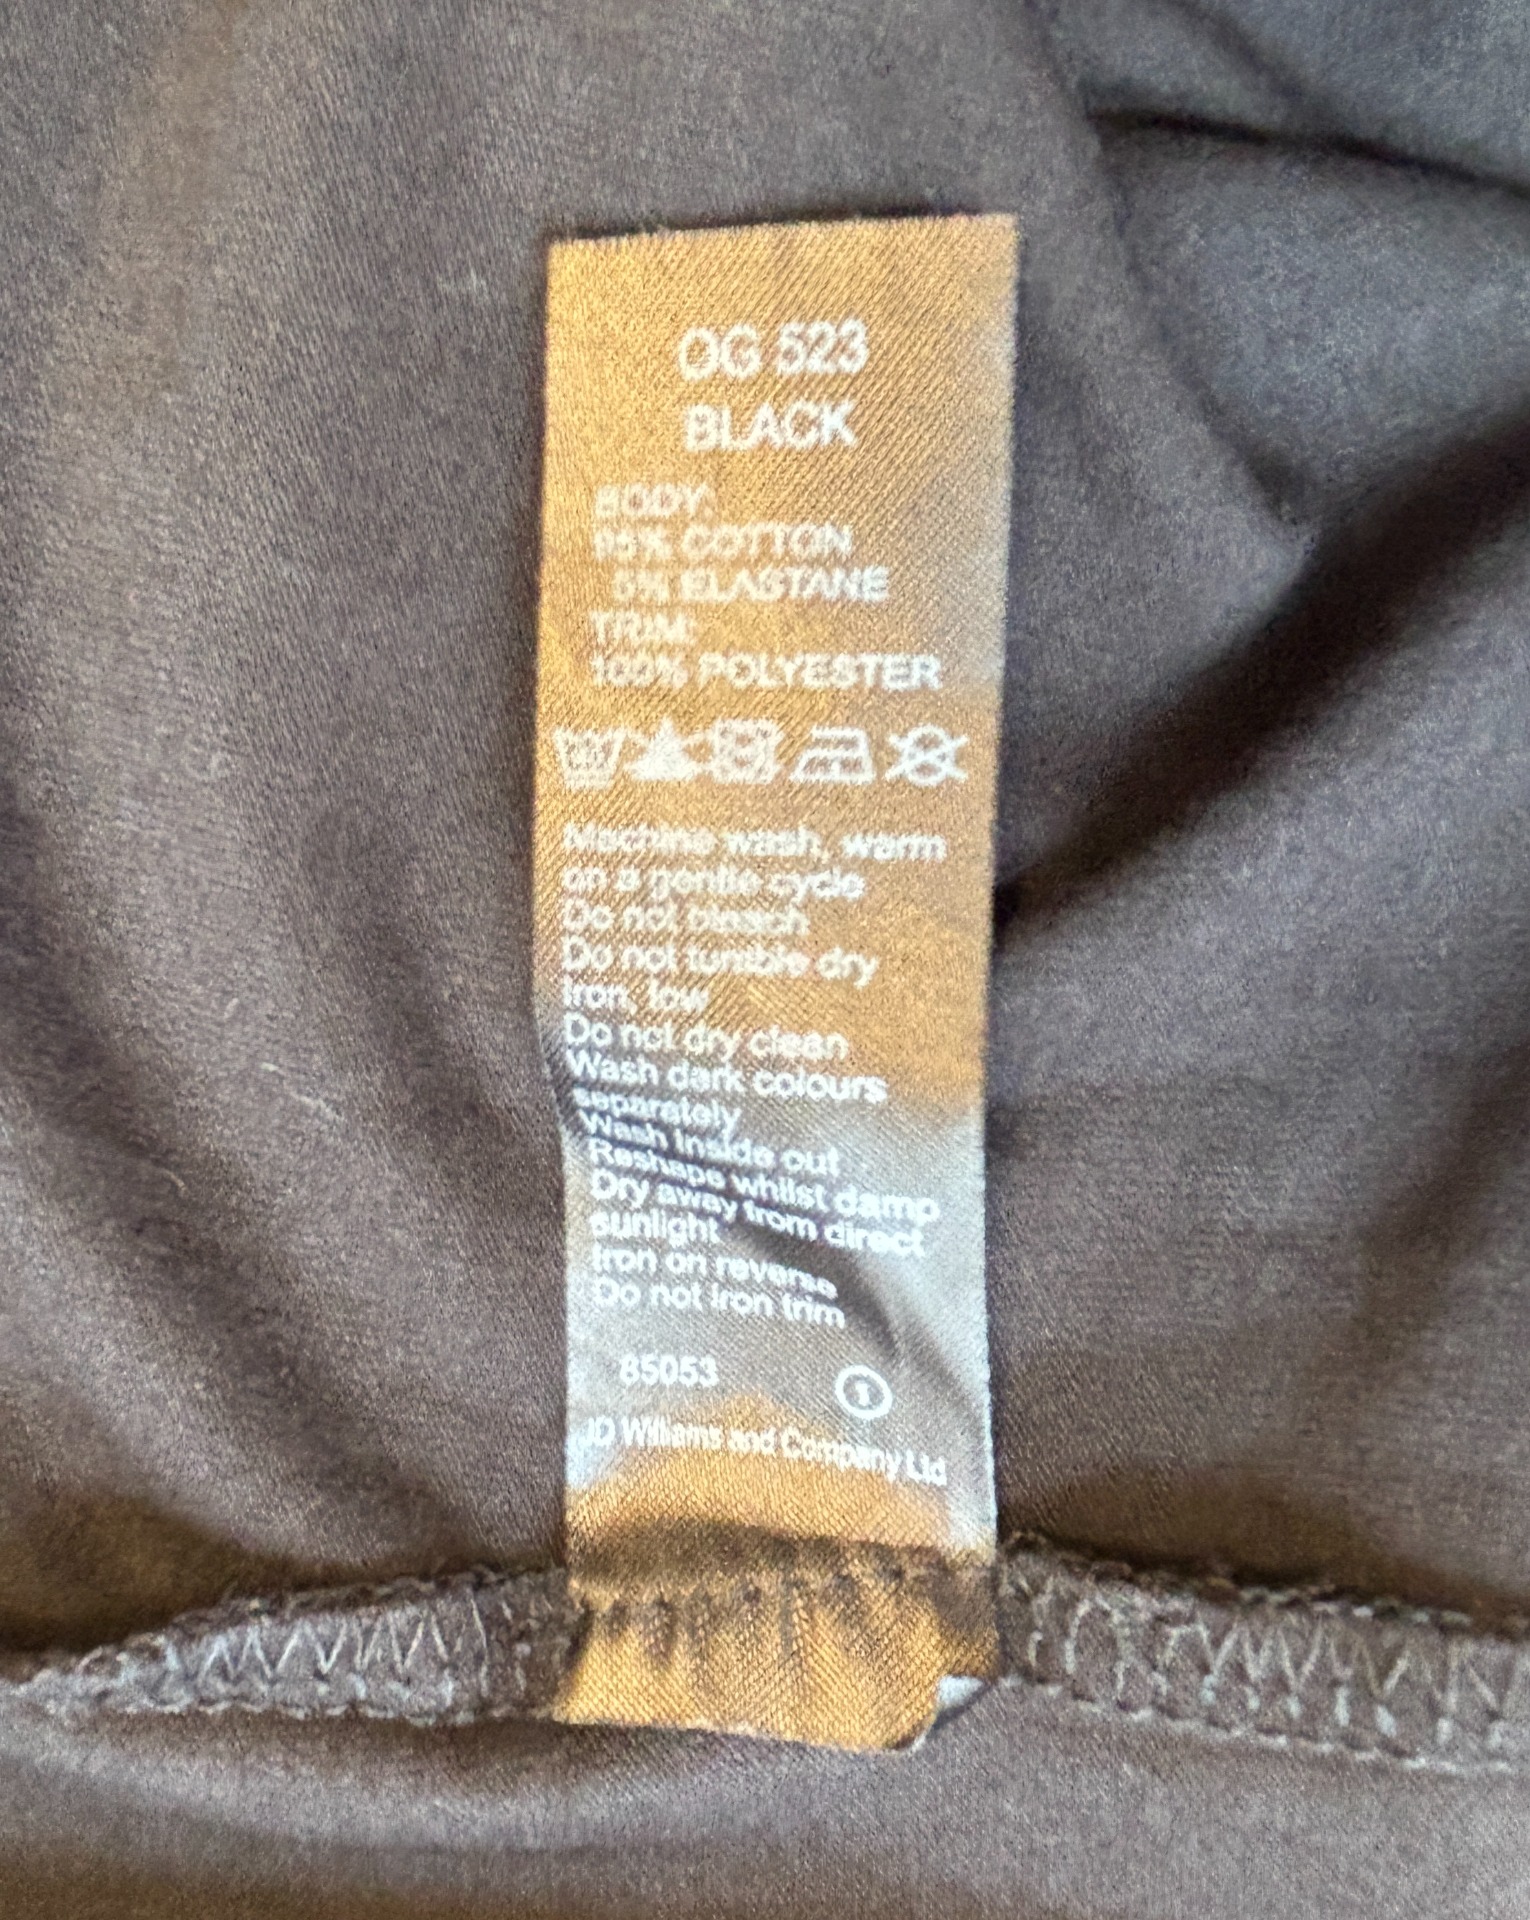 OG 523
BLACK
BODY:
95% COTTON
5% ELASTANE
TRIM:
100% POLYESTER
Machine wash, warm
on a gentle cycle
Do not bleach
Do not tumble dry
Iron, low
Do not dry clean
Wash dark colours
separately
Wash inside out
Reshape whilst damp
Dry away from direct
sunlight
Iron on reverse
Do not iron trim
85053
1
JD Williams and Company Ltd